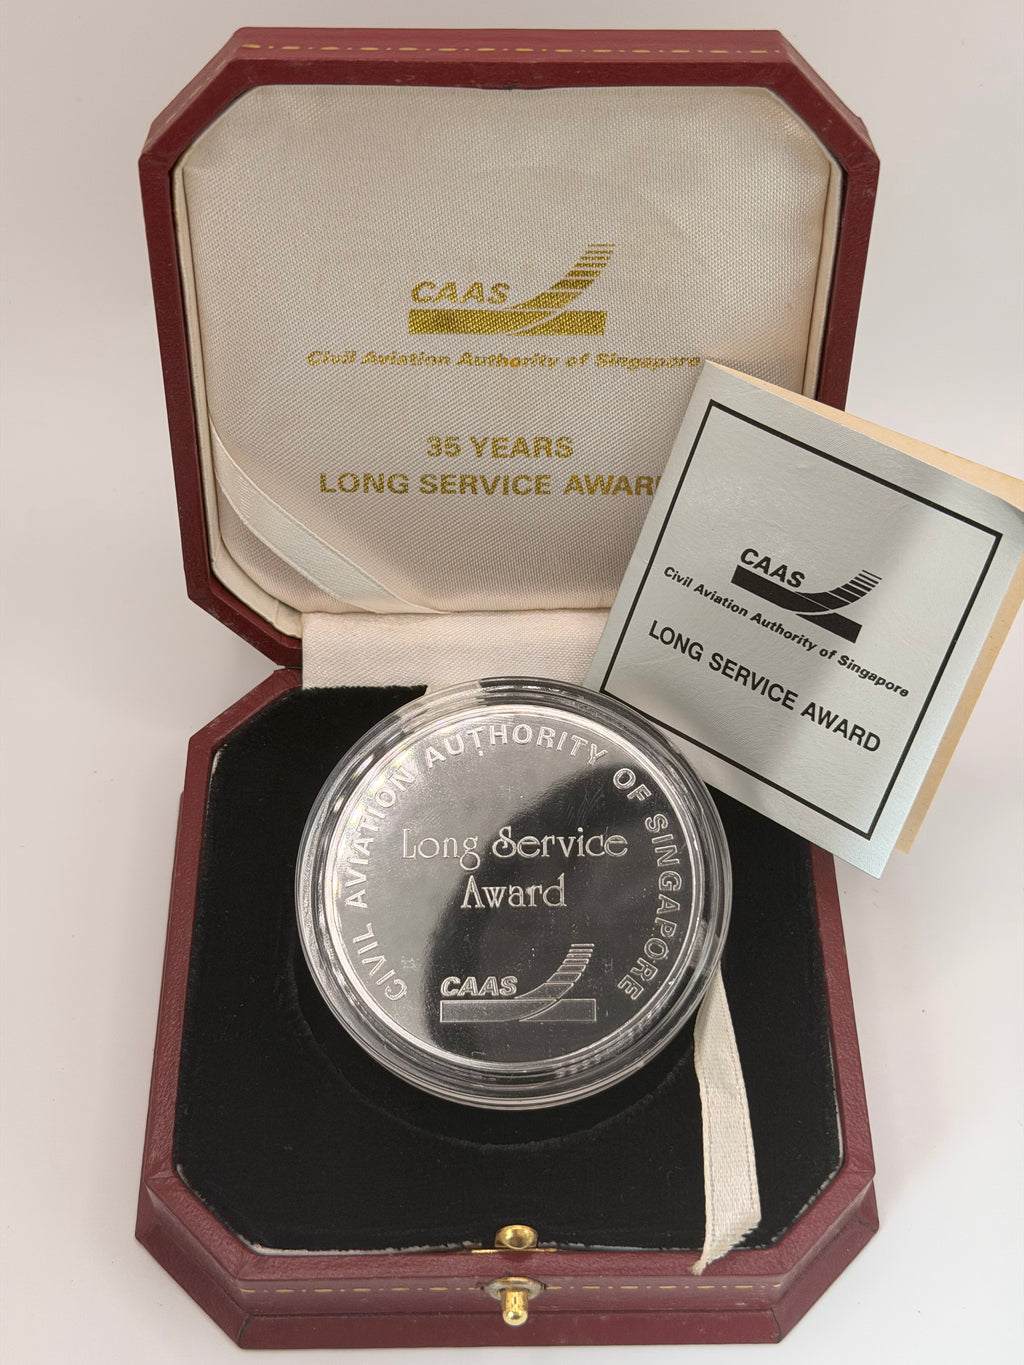 CAAS
Civil Aviation Authority of Singapore
35 YEARS
LONG SERVICE AWARD
CAAS
Civil Aviation Authority of Singapore
LONG SERVICE AWARD
CIVIL AVIATION AUTHORITY OF SINGAPORE
Long Service
Award
CAAS